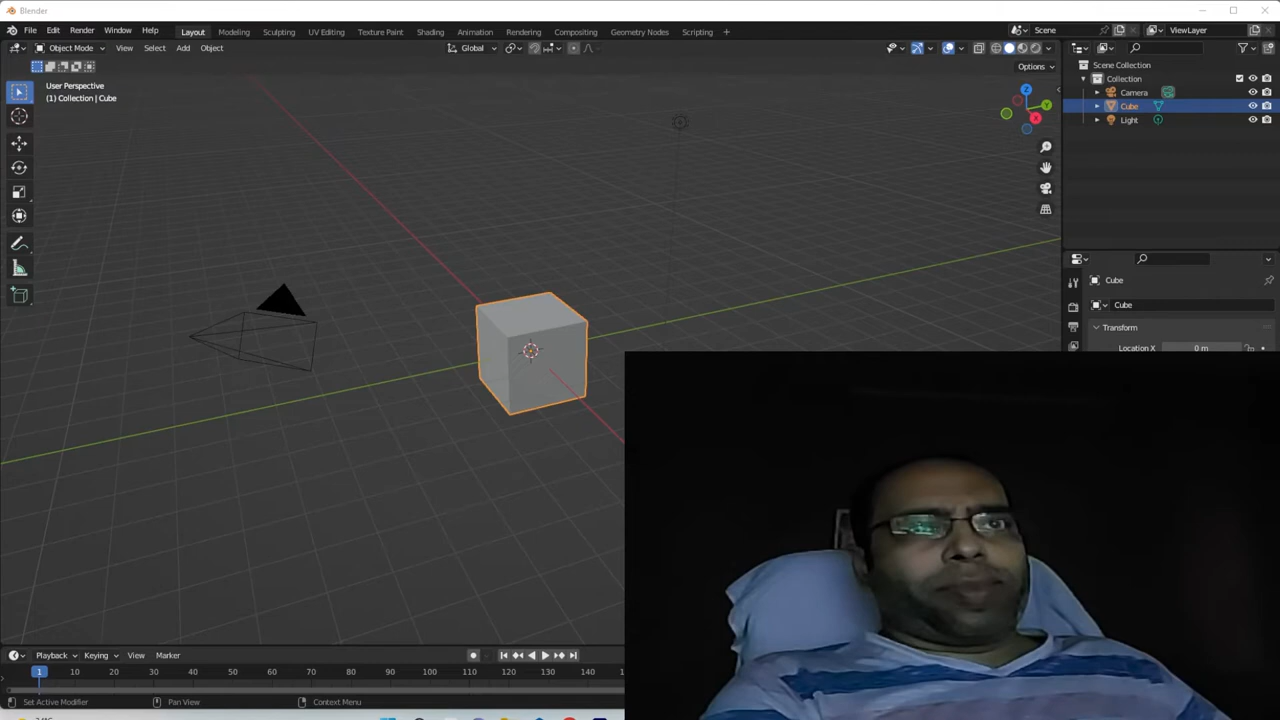 Blender
File Edit Render Window Help Layout Modeling Sculpting UV Editing Texture Paint Shading Animation Rendering Compositing Geometry Nodes Scripting + Scene ViewLayer
Object Mode View Select Add Object Global
Options
User Perspective
(1) Collection | Cube
Z
Y
X
Scene Collection
Collection
Camera
Cube
Light
Cube
Cube
Transform
Location X 0 m
Playback Keying View Marker
1 10 20 30 40 50 60 70 80 90 100 110 120
Set Active Modifier Pan View Context Menu